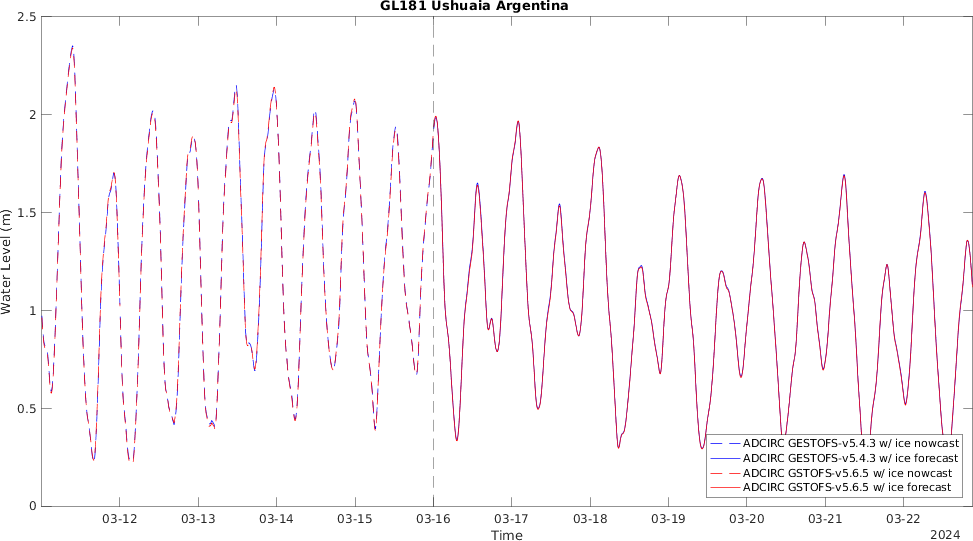 GL181 Ushuaia Argentina
2.5
2
1.5
1
0.5
0
Water Level (m)
03-12 03-13 03-14 03-15 03-16 03-17 03-18 03-19 03-20 03-21 03-22
Time
2024
ADCIRC GESTOFS-v5.4.3 w/ ice nowcast
ADCIRC GESTOFS-v5.4.3 w/ ice forecast
ADCIRC GSTOFS-v5.6.5 w/ ice nowcast
ADCIRC GSTOFS-v5.6.5 w/ ice forecast